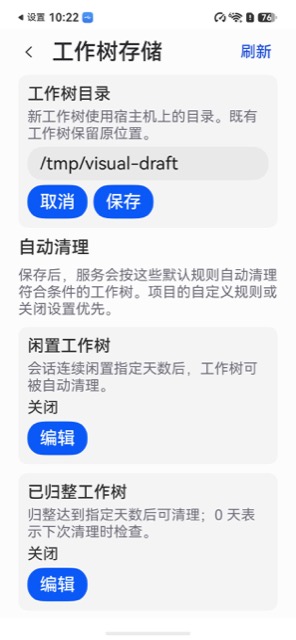 设置 10:22
76
工作树存储
刷新
工作树目录
新工作树使用宿主机上的目录。既有
工作树保留原位置。
/tmp/visual-draft
取消 保存
自动清理
保存后，服务会按这些默认规则自动清理
符合条件的工作树。项目的自定义规则或
关闭设置优先。
闲置工作树
会话连续闲置指定天数后，工作树可
被自动清理。
关闭
编辑
已归整工作树
归整达到指定天数后可清理；0 天表
示下次清理时检查。
关闭
编辑